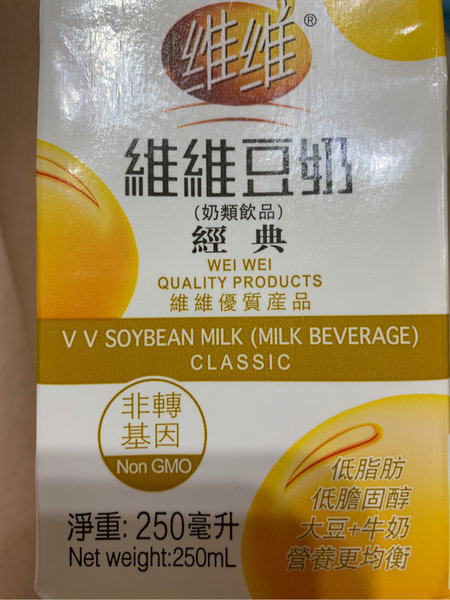 維維®
維維豆奶
(奶類飲品)
經典
WEI WEI
QUALITY PRODUCTS
維維優質產品
V V SOYBEAN MILK (MILK BEVERAGE)
CLASSIC
非轉
基因
Non GMO
淨重: 250毫升
Net weight:250mL
低脂肪
低膽固醇
大豆+牛奶
營養更均衡